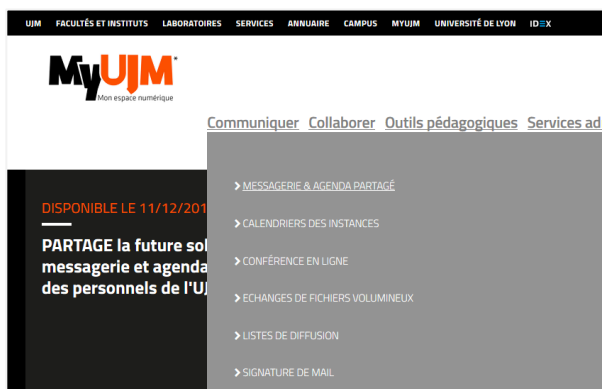 UJM FACULTÉS ET INSTITUTS LABORATOIRES SERVICES ANNUAIRE CAMPUS MYUJM UNIVERSITÉ DE LYON IDEX
MyUJM
Mon espace numérique
Communiquer Collaborer Outils pédagogiques Services ad
MESSAGERIE & AGENDA PARTAGÉ
CALENDRIERS DES INSTANCES
CONFÉRENCE EN LIGNE
ECHANGES DE FICHIERS VOLUMINEUX
LISTES DE DIFFUSION
SIGNATURE DE MAIL
DISPONIBLE LE 11/12/201
PARTAGE la future sol
messagerie et agenda
des personnels de l'UJ